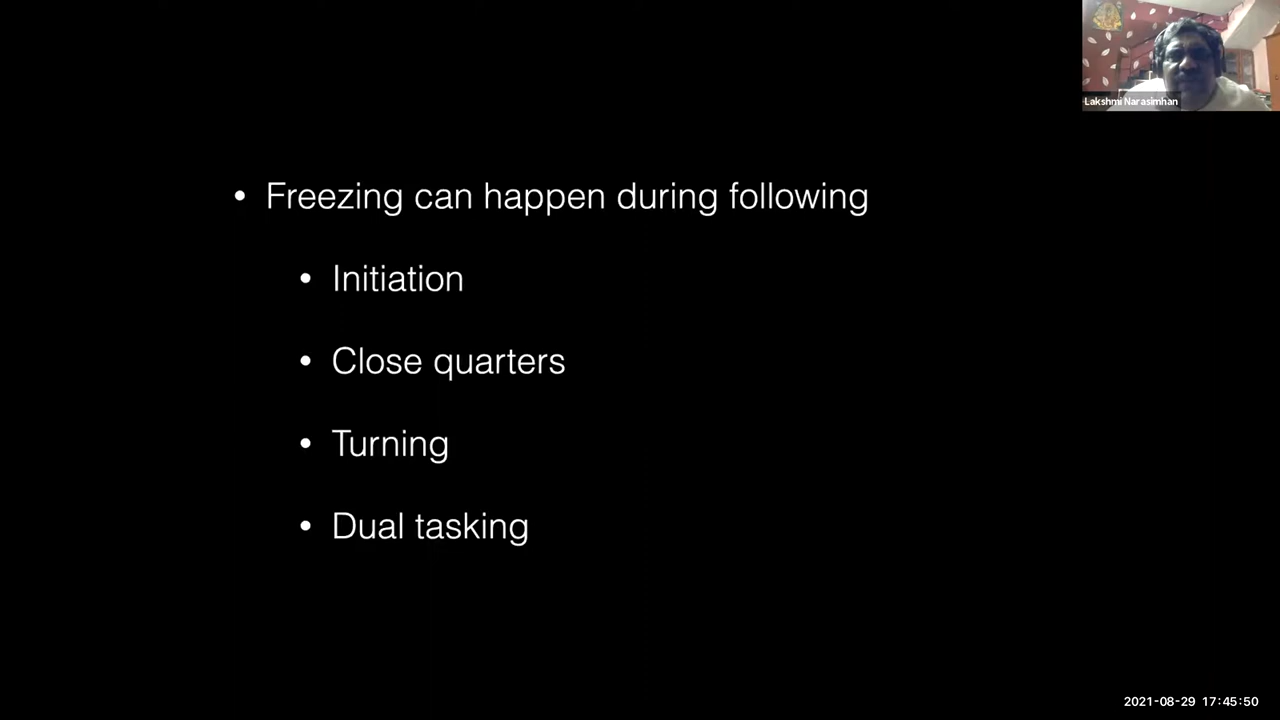 Lakshmi Narasimhan
• Freezing can happen during following
• Initiation
• Close quarters
• Turning
• Dual tasking
2021-08-29 17:45:50